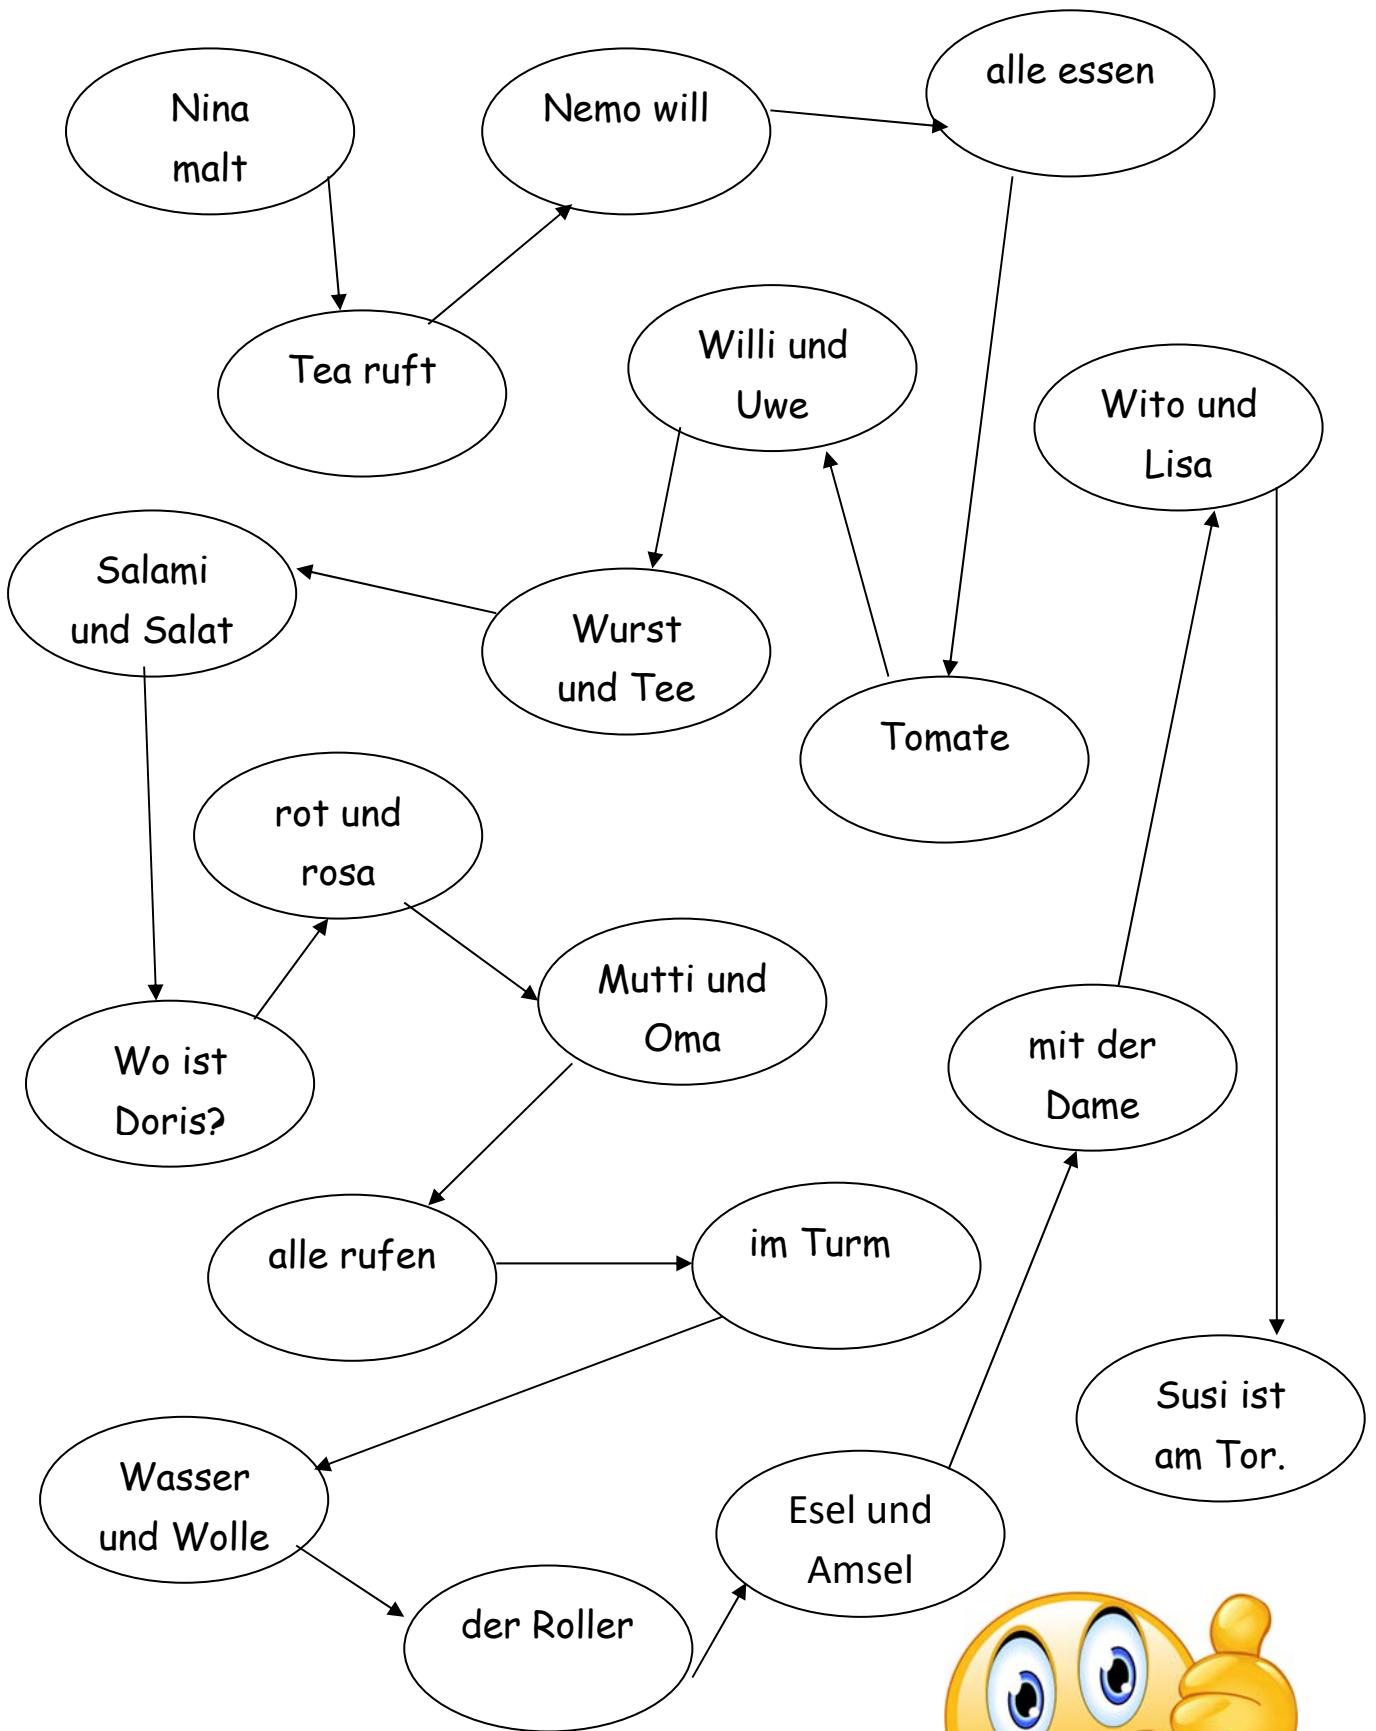 Nina
malt
Tea ruft
Nemo will
alle essen
Tomate
Willi und
Uwe
Wurst
und Tee
Salami
und Salat
Wo ist
Doris?
rot und
rosa
Mutti und
Oma
alle rufen
im Turm
Wasser
und Wolle
der Roller
Esel und
Amsel
mit der
Dame
Wito und
Lisa
Susi ist
am Tor.